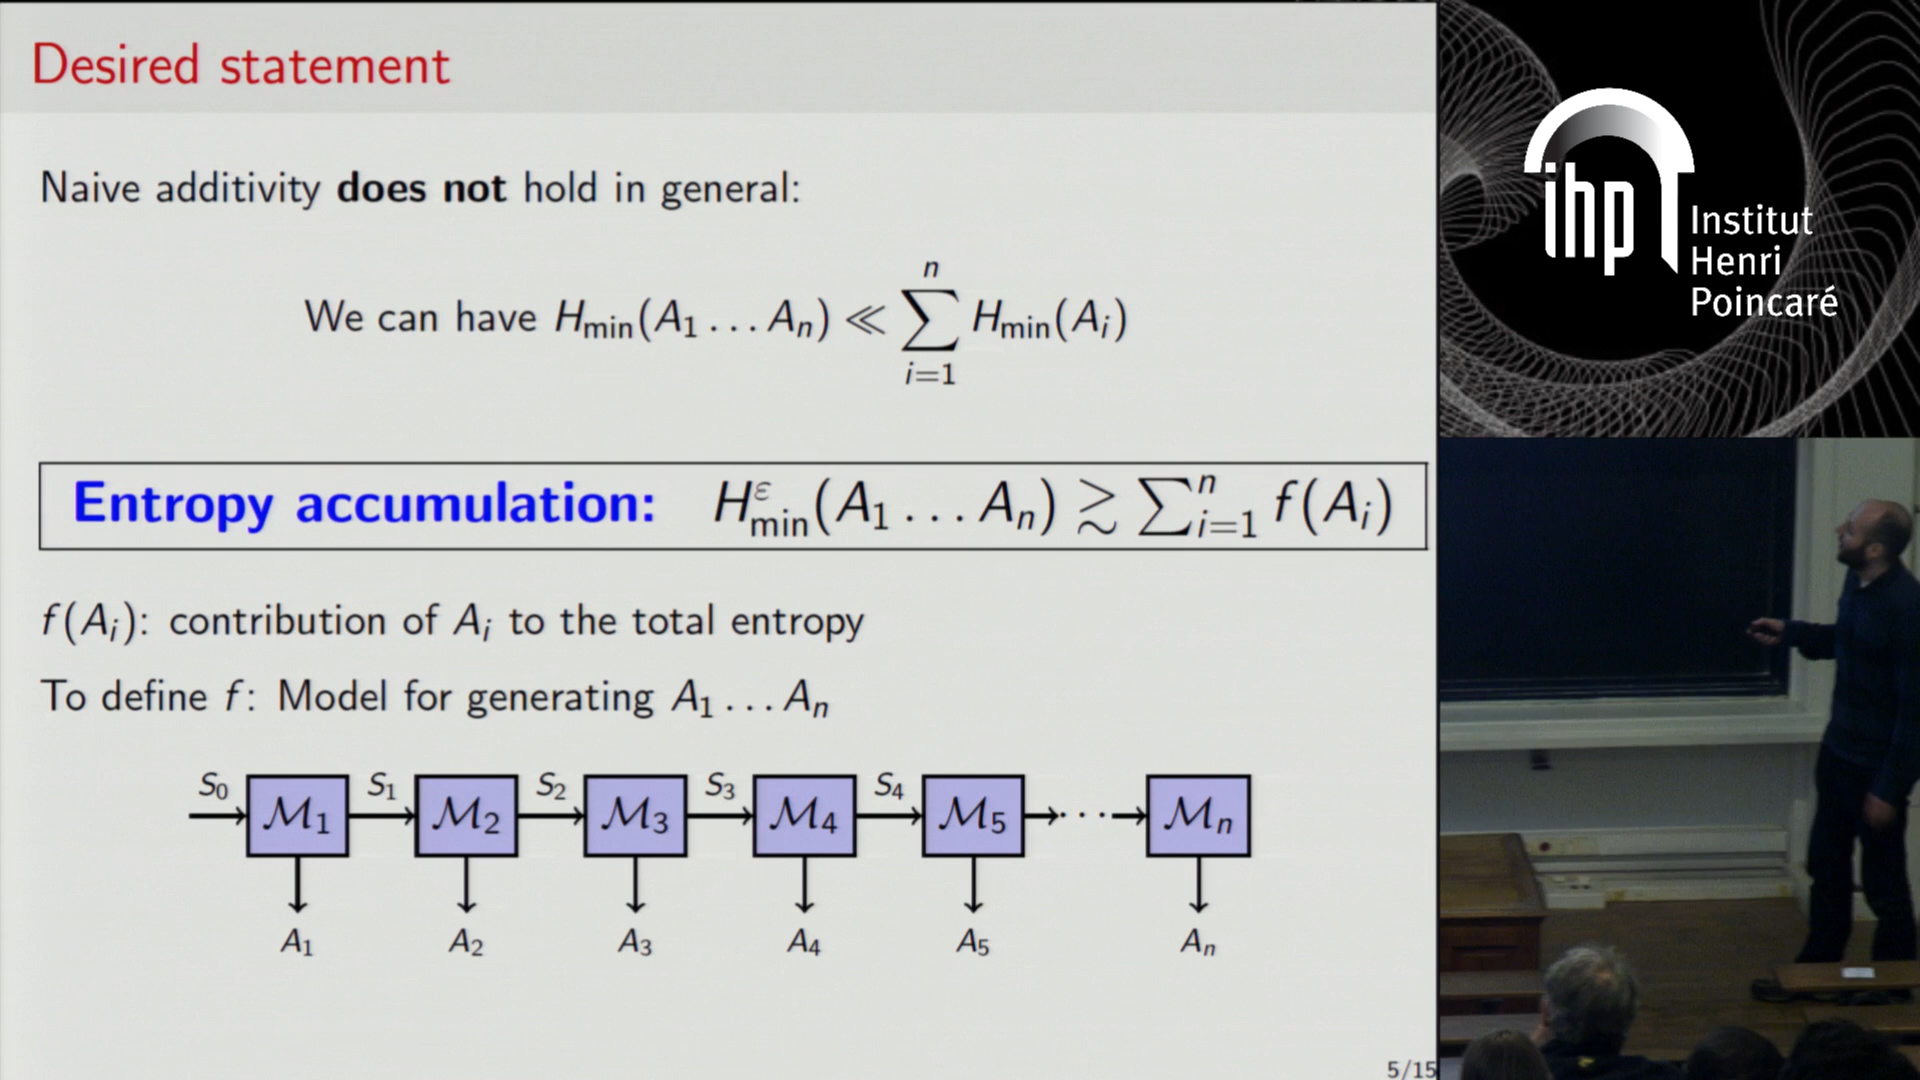 Desired statement
Naive additivity does not hold in general:
We can have H_min(A_1 ... A_n) ≪ ∑_{i=1}^{n} H_min(A_i)
Entropy accumulation: H^ε_min(A_1 ... A_n) ≳ ∑^n_{i=1} f(A_i)
f(A_i): contribution of A_i to the total entropy
To define f: Model for generating A_1 ... A_n
S_0 M_1 S_1 M_2 S_2 M_3 S_3 M_4 S_4 M_5 ... M_n
A_1 A_2 A_3 A_4 A_5 A_n
5/15
ihp
Institut
Henri
Poincaré